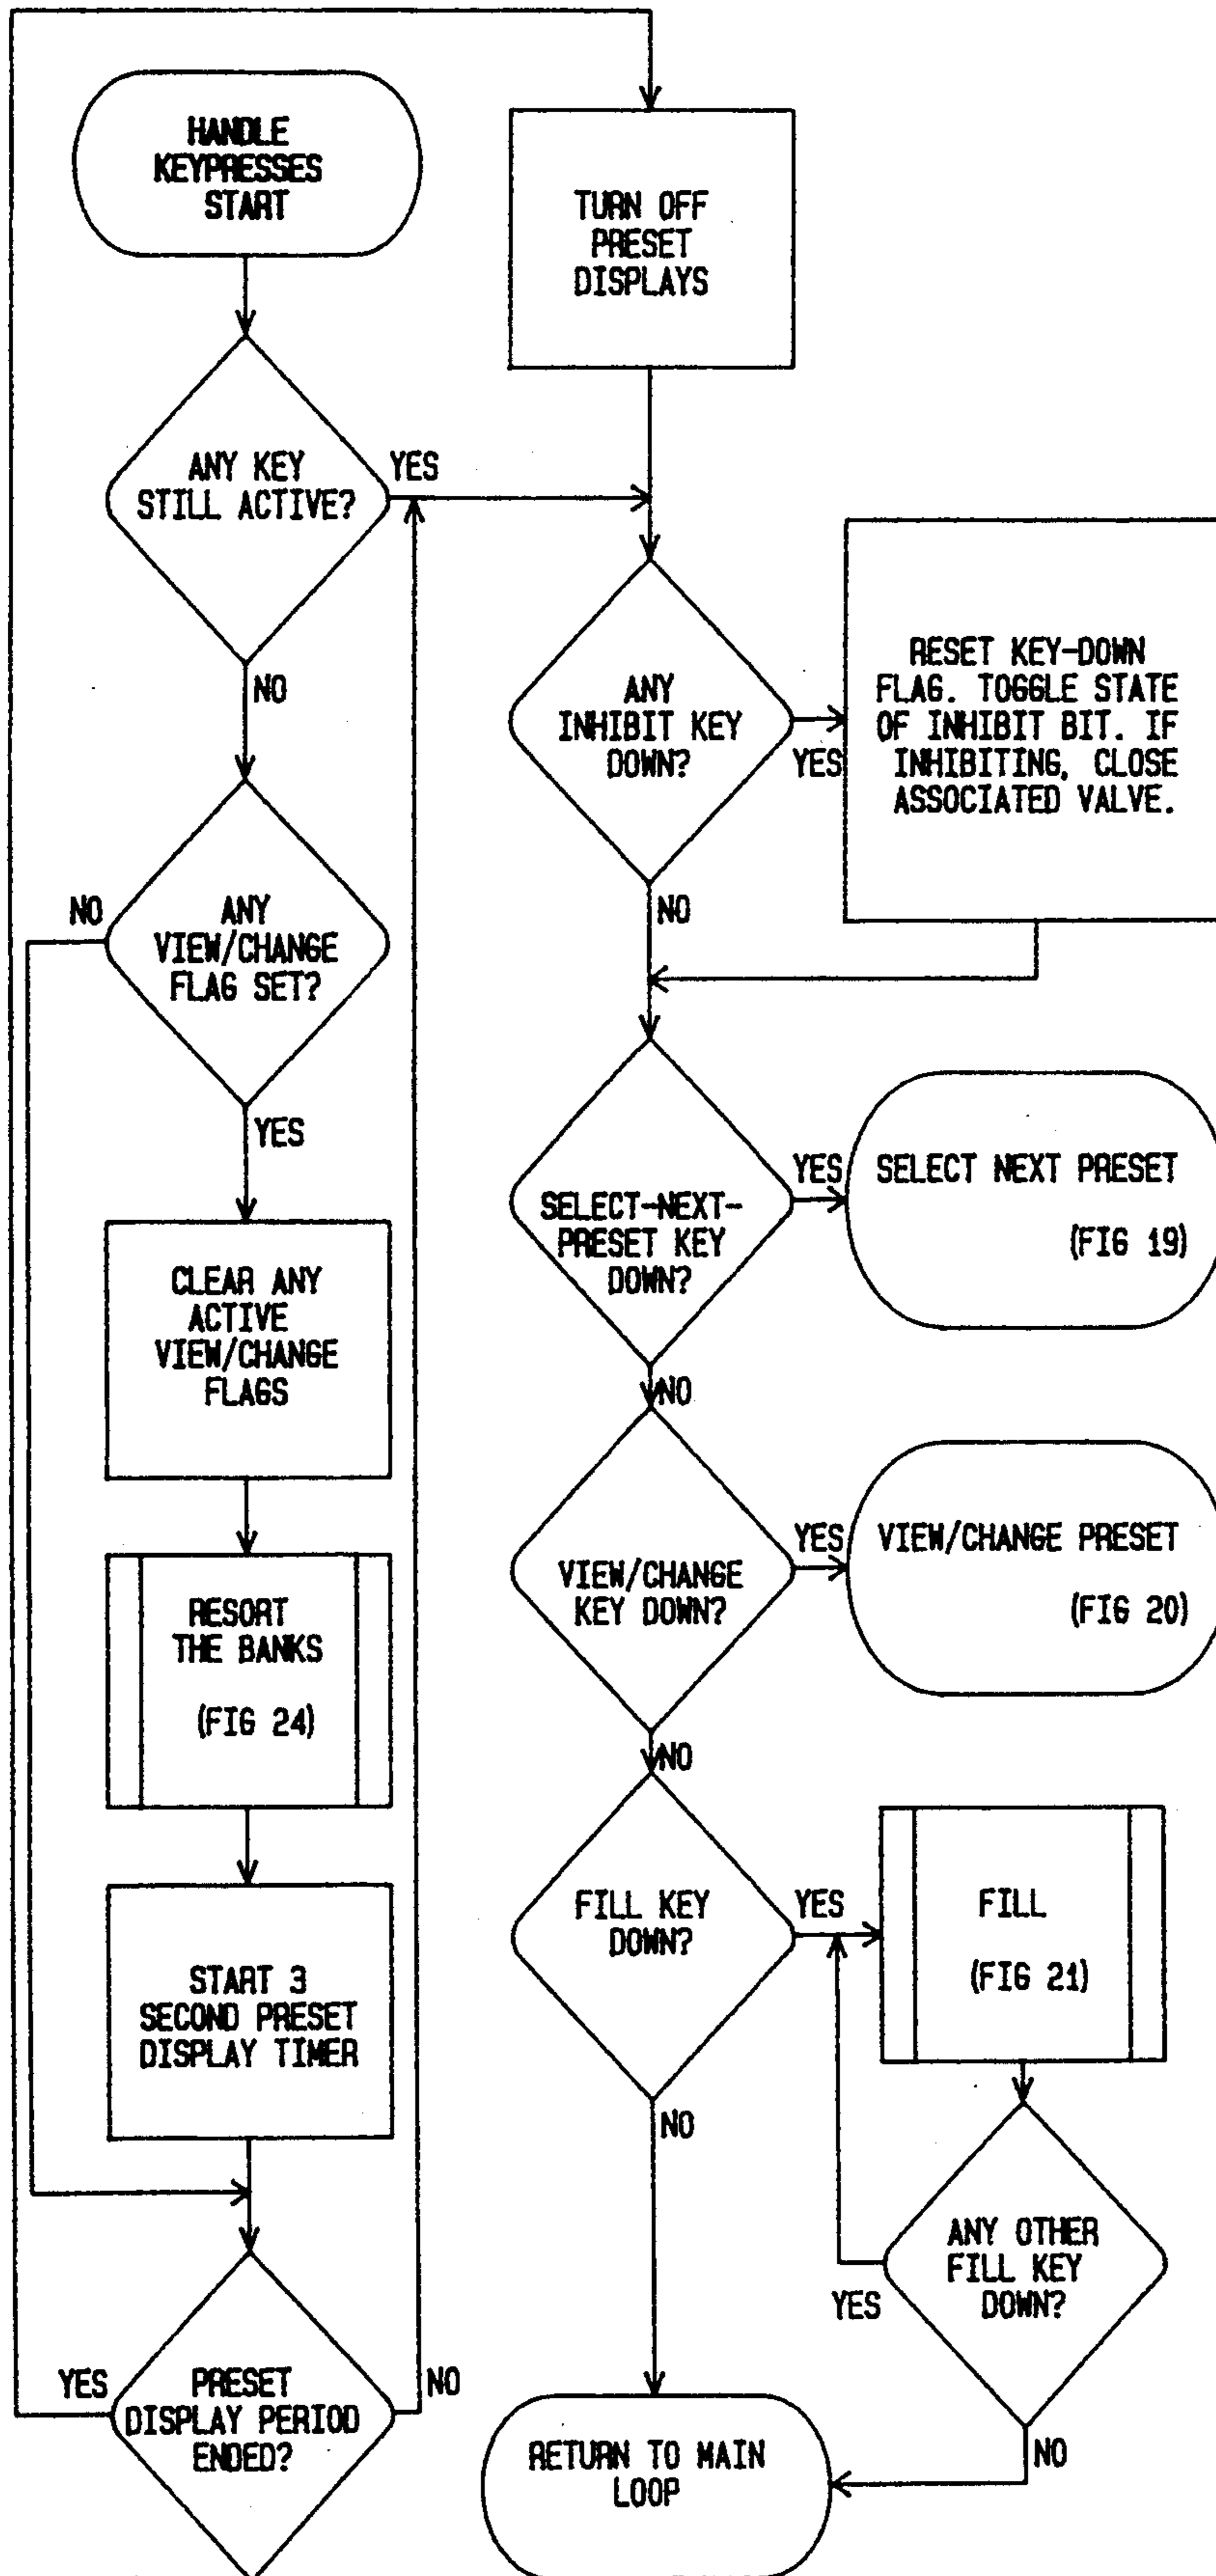 HANDLE
KEYPRESSES
START
ANY KEY
STILL ACTIVE?
YES
NO
ANY
VIEW/CHANGE
FLAG SET?
NO
YES
CLEAR ANY
ACTIVE
VIEW/CHANGE
FLAGS
RESORT
THE BANKS
(FIG 24)
START 3
SECOND PRESET
DISPLAY TIMER
PRESET
DISPLAY PERIOD
ENDED?
YES
NO
TURN OFF
PRESET
DISPLAYS
ANY
INHIBIT KEY
DOWN?
YES
NO
RESET KEY-DOWN
FLAG. TOGGLE STATE
OF INHIBIT BIT. IF
INHIBITING, CLOSE
ASSOCIATED VALVE.
SELECT-NEXT-
PRESET KEY
DOWN?
YES
NO
SELECT NEXT PRESET
(FIG 19)
VIEW/CHANGE
KEY DOWN?
YES
NO
VIEW/CHANGE PRESET
(FIG 20)
FILL KEY
DOWN?
YES
NO
FILL
(FIG 21)
ANY OTHER
FILL KEY
DOWN?
YES
NO
RETURN TO MAIN
LOOP